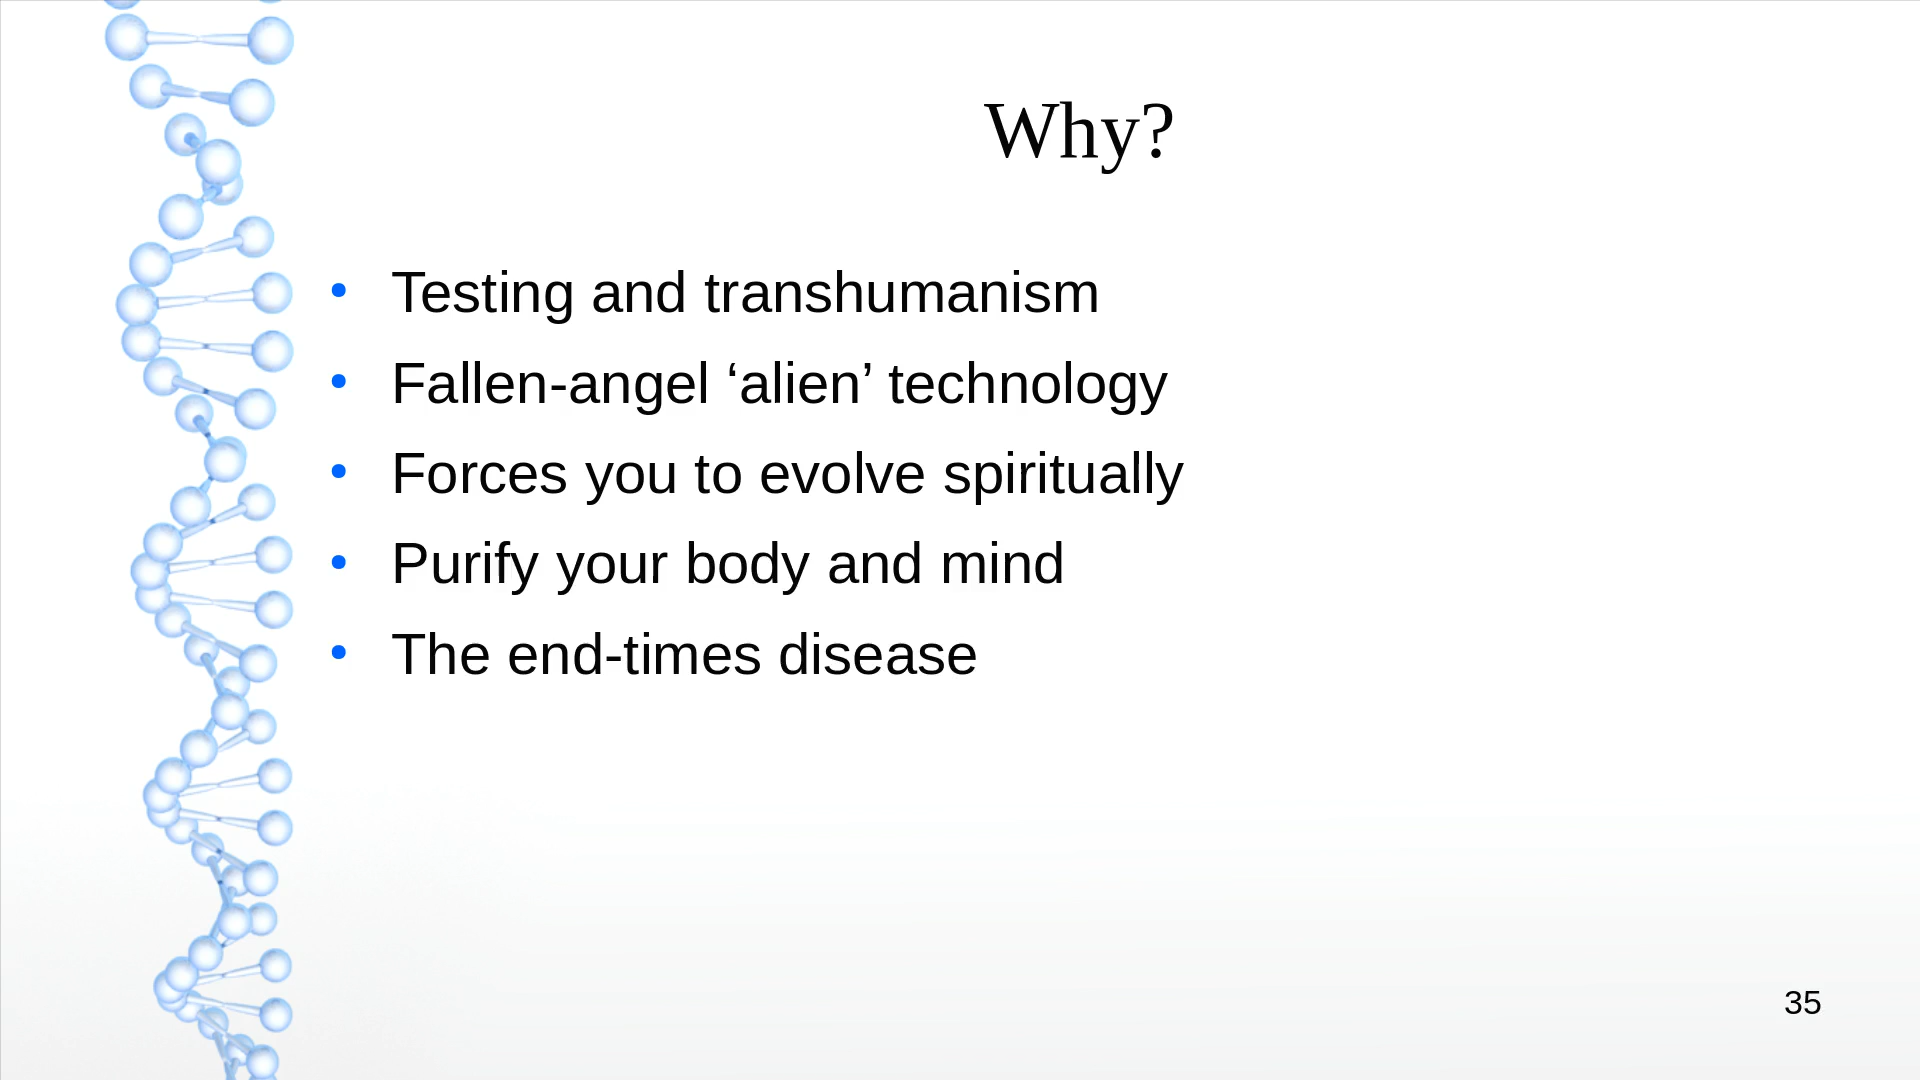 Why?
• Testing and transhumanism
• Fallen-angel ‘alien’ technology
• Forces you to evolve spiritually
• Purify your body and mind
• The end-times disease
35